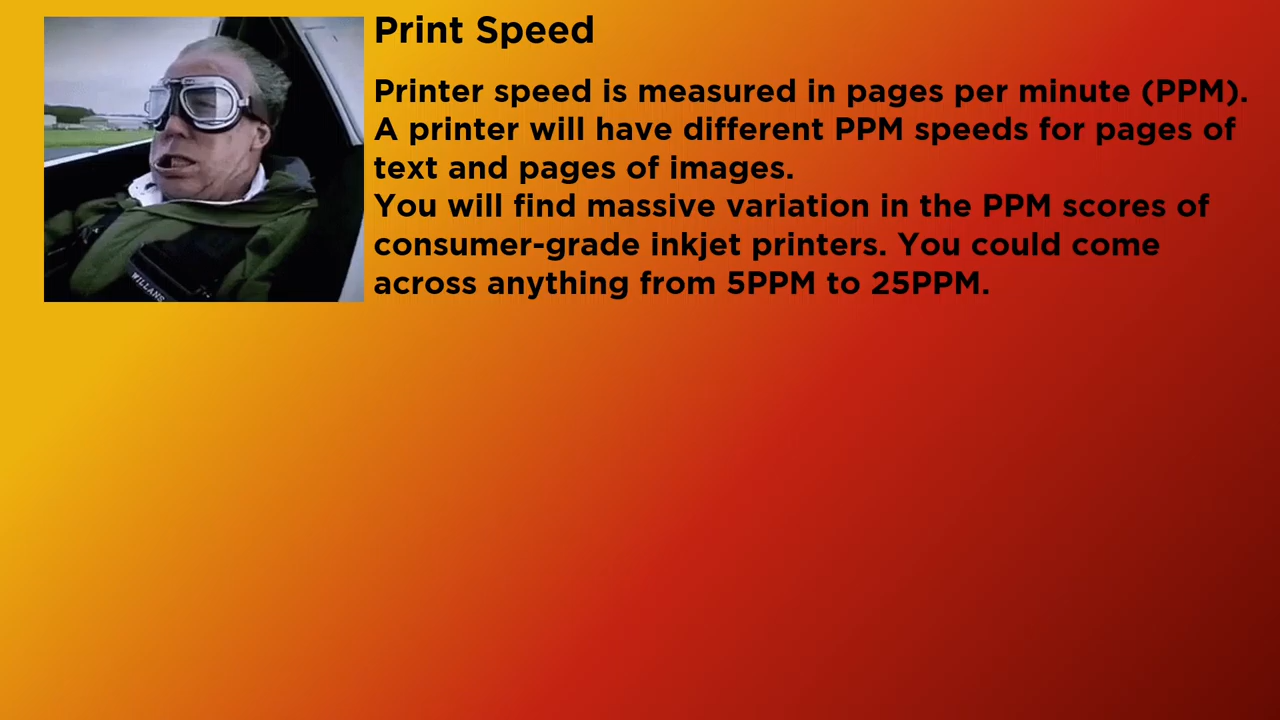 Print Speed
Printer speed is measured in pages per minute (PPM).
A printer will have different PPM speeds for pages of
text and pages of images.
You will find massive variation in the PPM scores of
consumer-grade inkjet printers. You could come
across anything from 5PPM to 25PPM.
WILLANS